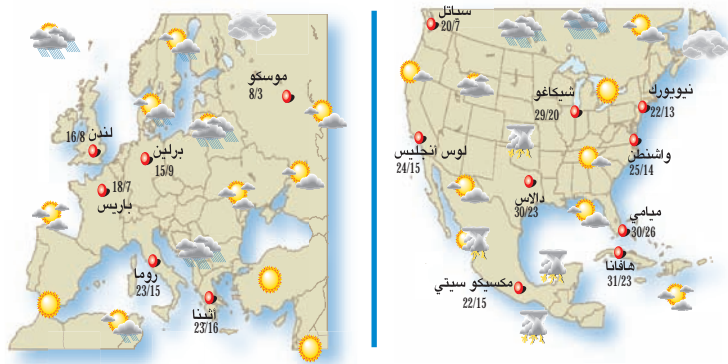 موسكو
8/3
لندن
16/8
برلين
15/9
18/7
باريس
روما
23/15
أثينا
23/16
سياتل
20/7
شيكاغو
29/20
نيويورك
22/13
لوس أنجليس
24/15
واشنطن
25/14
دالاس
30/23
ميامي
30/26
هافانا
31/23
مكسيكو سيتي
22/15